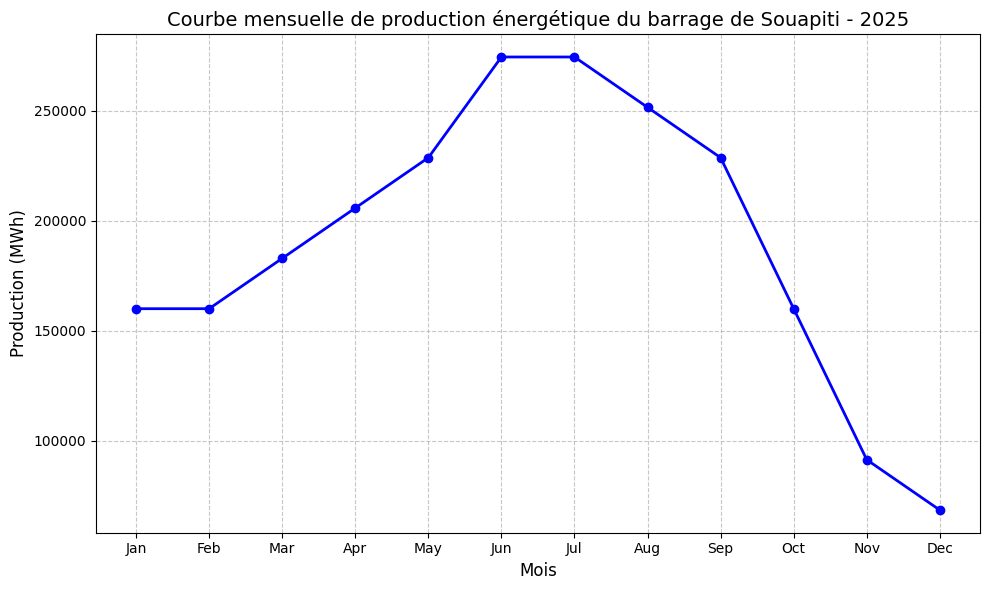 Courbe mensuelle de production énergétique du barrage de Souapiti - 2025
Production (MWh)
250000
200000
150000
100000
Jan Feb Mar Apr May Jun Jul Aug Sep Oct Nov Dec
Mois